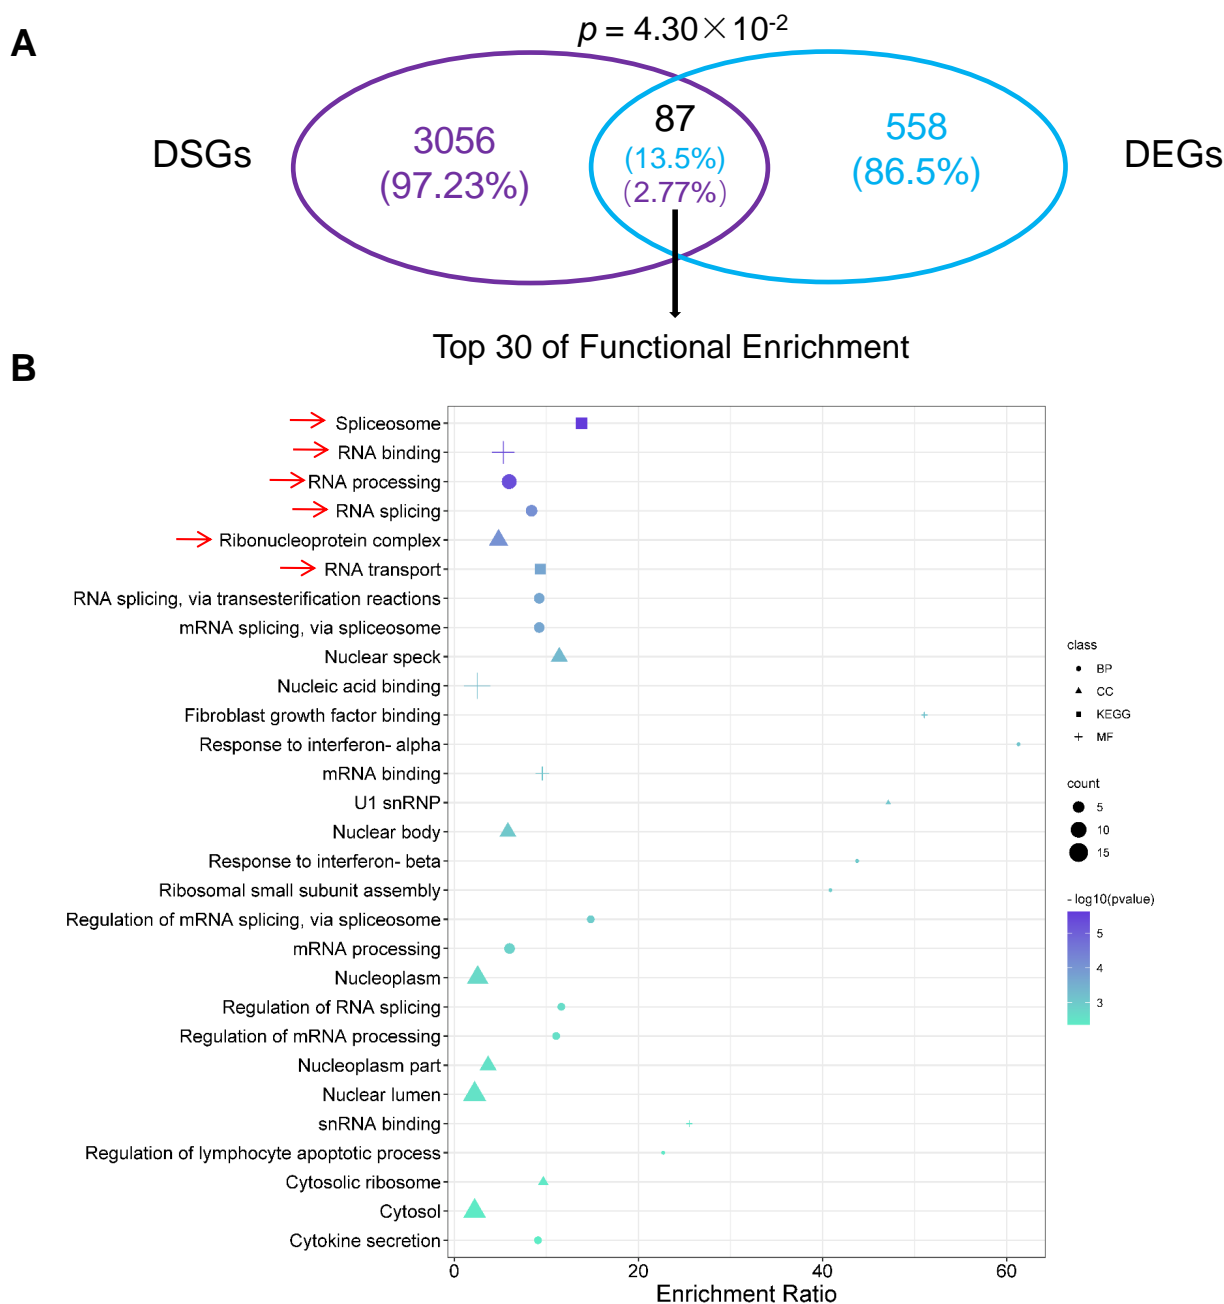 A
p = 4.30×10-2
DSGs
3056
(97.23%)
87
(13.5%)
(2.77%)
558
(86.5%)
DEGs
Top 30 of Functional Enrichment
B
Spliceosome
RNA binding
RNA processing
RNA splicing
Ribonucleoprotein complex
RNA transport
RNA splicing, via transesterification reactions
mRNA splicing, via spliceosome
Nuclear speck
Nucleic acid binding
Fibroblast growth factor binding
Response to interferon- alpha
mRNA binding
U1 snRNP
Nuclear body
Response to interferon- beta
Ribosomal small subunit assembly
Regulation of mRNA splicing, via spliceosome
mRNA processing
Nucleoplasm
Regulation of RNA splicing
Regulation of mRNA processing
Nucleoplasm part
Nuclear lumen
snRNA binding
Regulation of lymphocyte apoptotic process
Cytosolic ribosome
Cytosol
Cytokine secretion
0 20 40 60
Enrichment Ratio
class
BP
CC
KEGG
MF
count
5
10
15
- log10(pvalue)
5
4
3